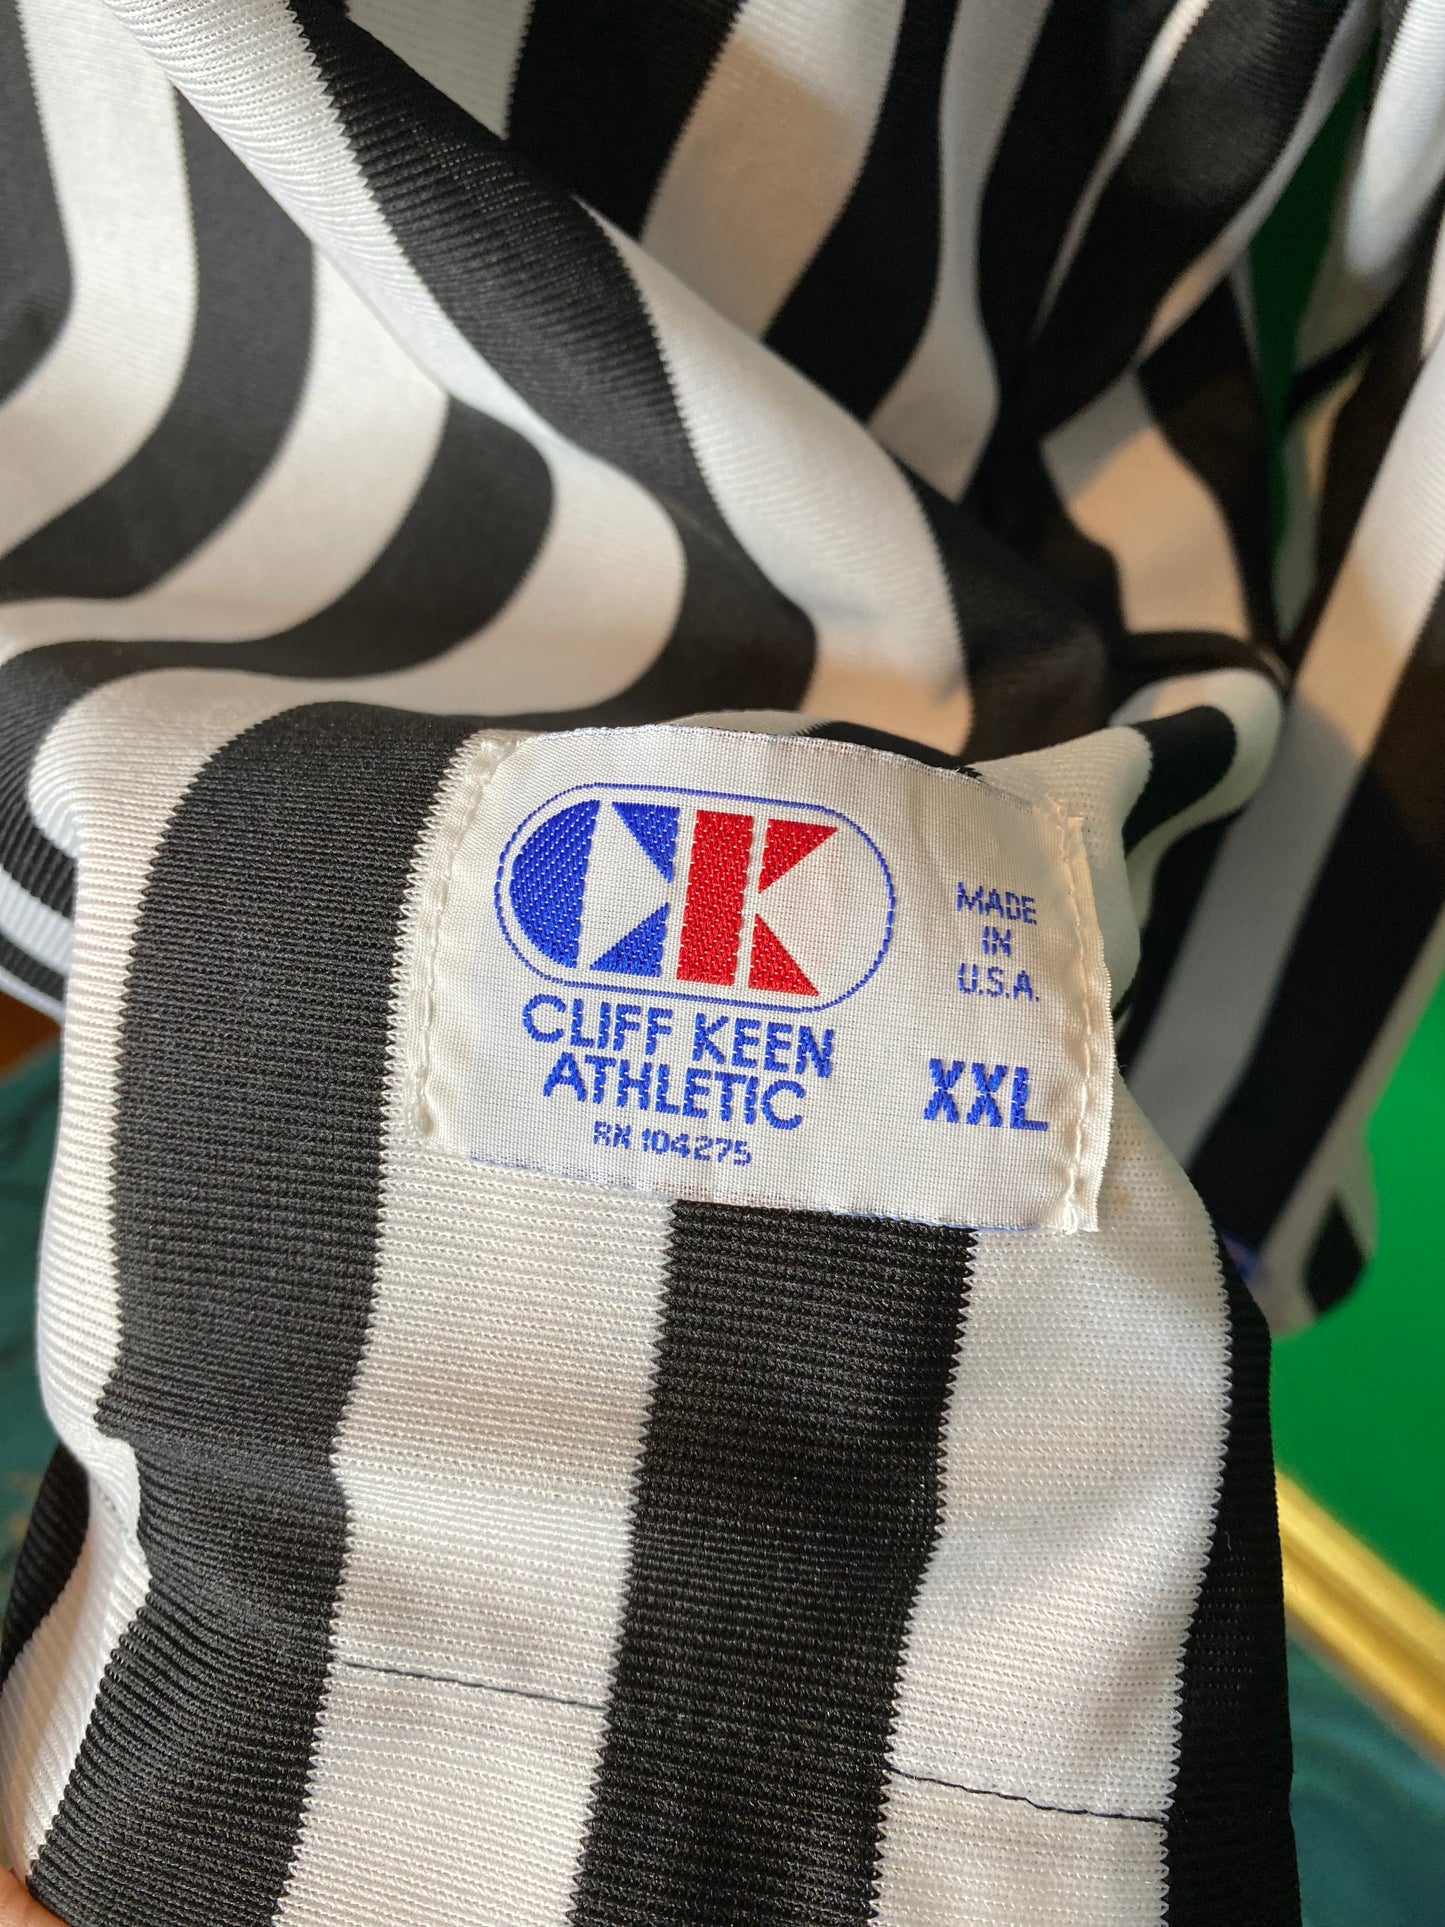 CK
CLIFF KEEN
ATHLETIC
RN 104275
MADE
IN
U.S.A.
XXL